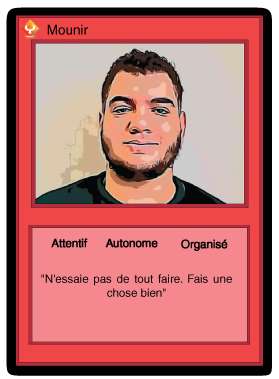 Mounir
Attentif Autonome Organisé
"N'essaie pas de tout faire. Fais une
chose bien"